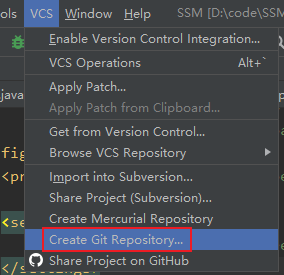 ols VCS Window Help SSM [D:\code\SSM
Enable Version Control Integration...
VCS Operations Alt+`
Apply Patch...
Apply Patch from Clipboard...
Get from Version Control...
Browse VCS Repository
Import into Subversion...
Share Project (Subversion)...
Create Mercurial Repository
Create Git Repository...
Share Project on GitHub
java
fig
<pr
<se
</settings>